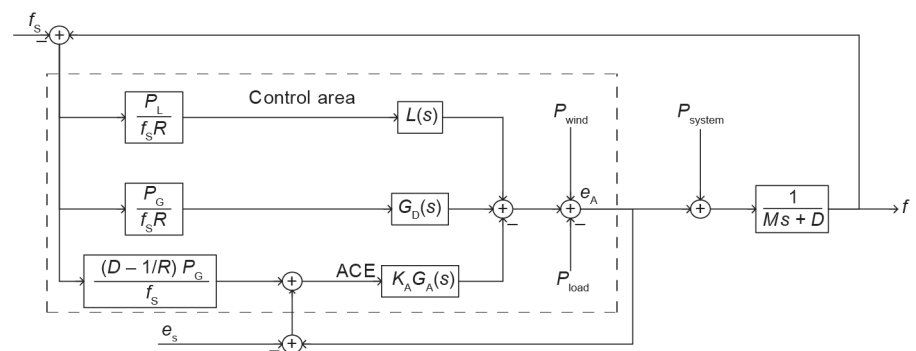 f_S
−
+
Control area
P_L
f_S R
L(s)
P_wind
P_system
P_G
f_S R
G_D(s)
+
−
+
−
e_A
+
1
Ms + D
f
(D – 1/R) P_G
f_S
+
ACE
K_A G_A(s)
−
P_load
e_s
−
+